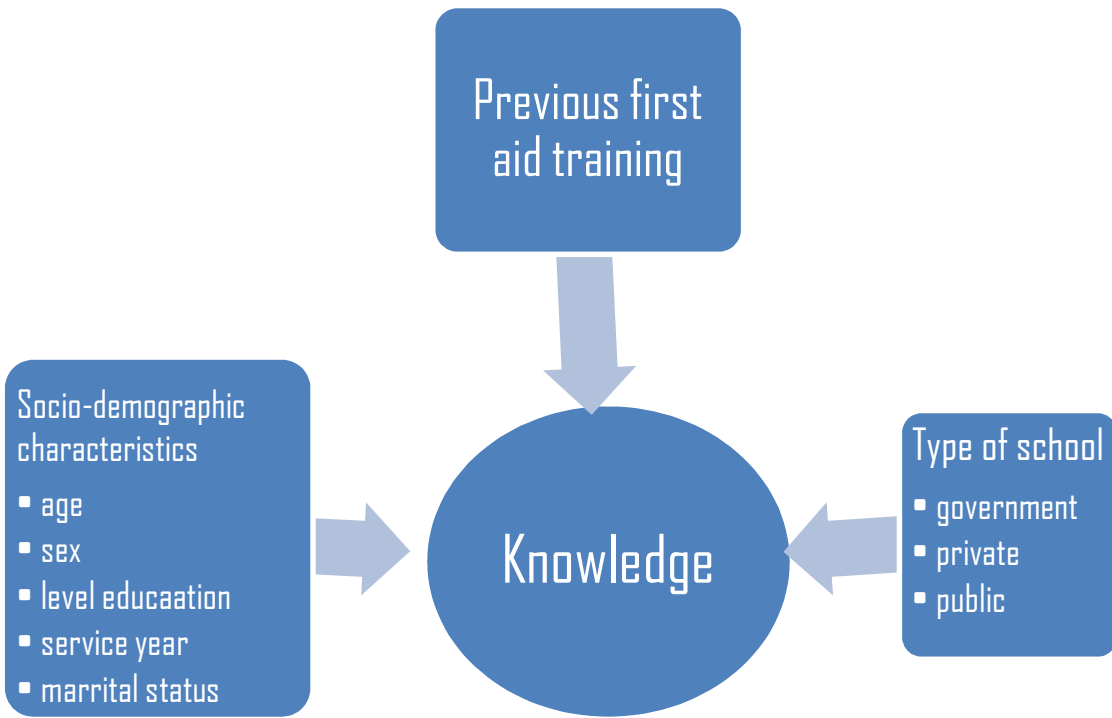 Previous first
aid training
Socio-demographic
characteristics
▪ age
▪ sex
▪ level educaation
▪ service year
▪ marrital status
Knowledge
Type of school
▪ government
▪ private
▪ public